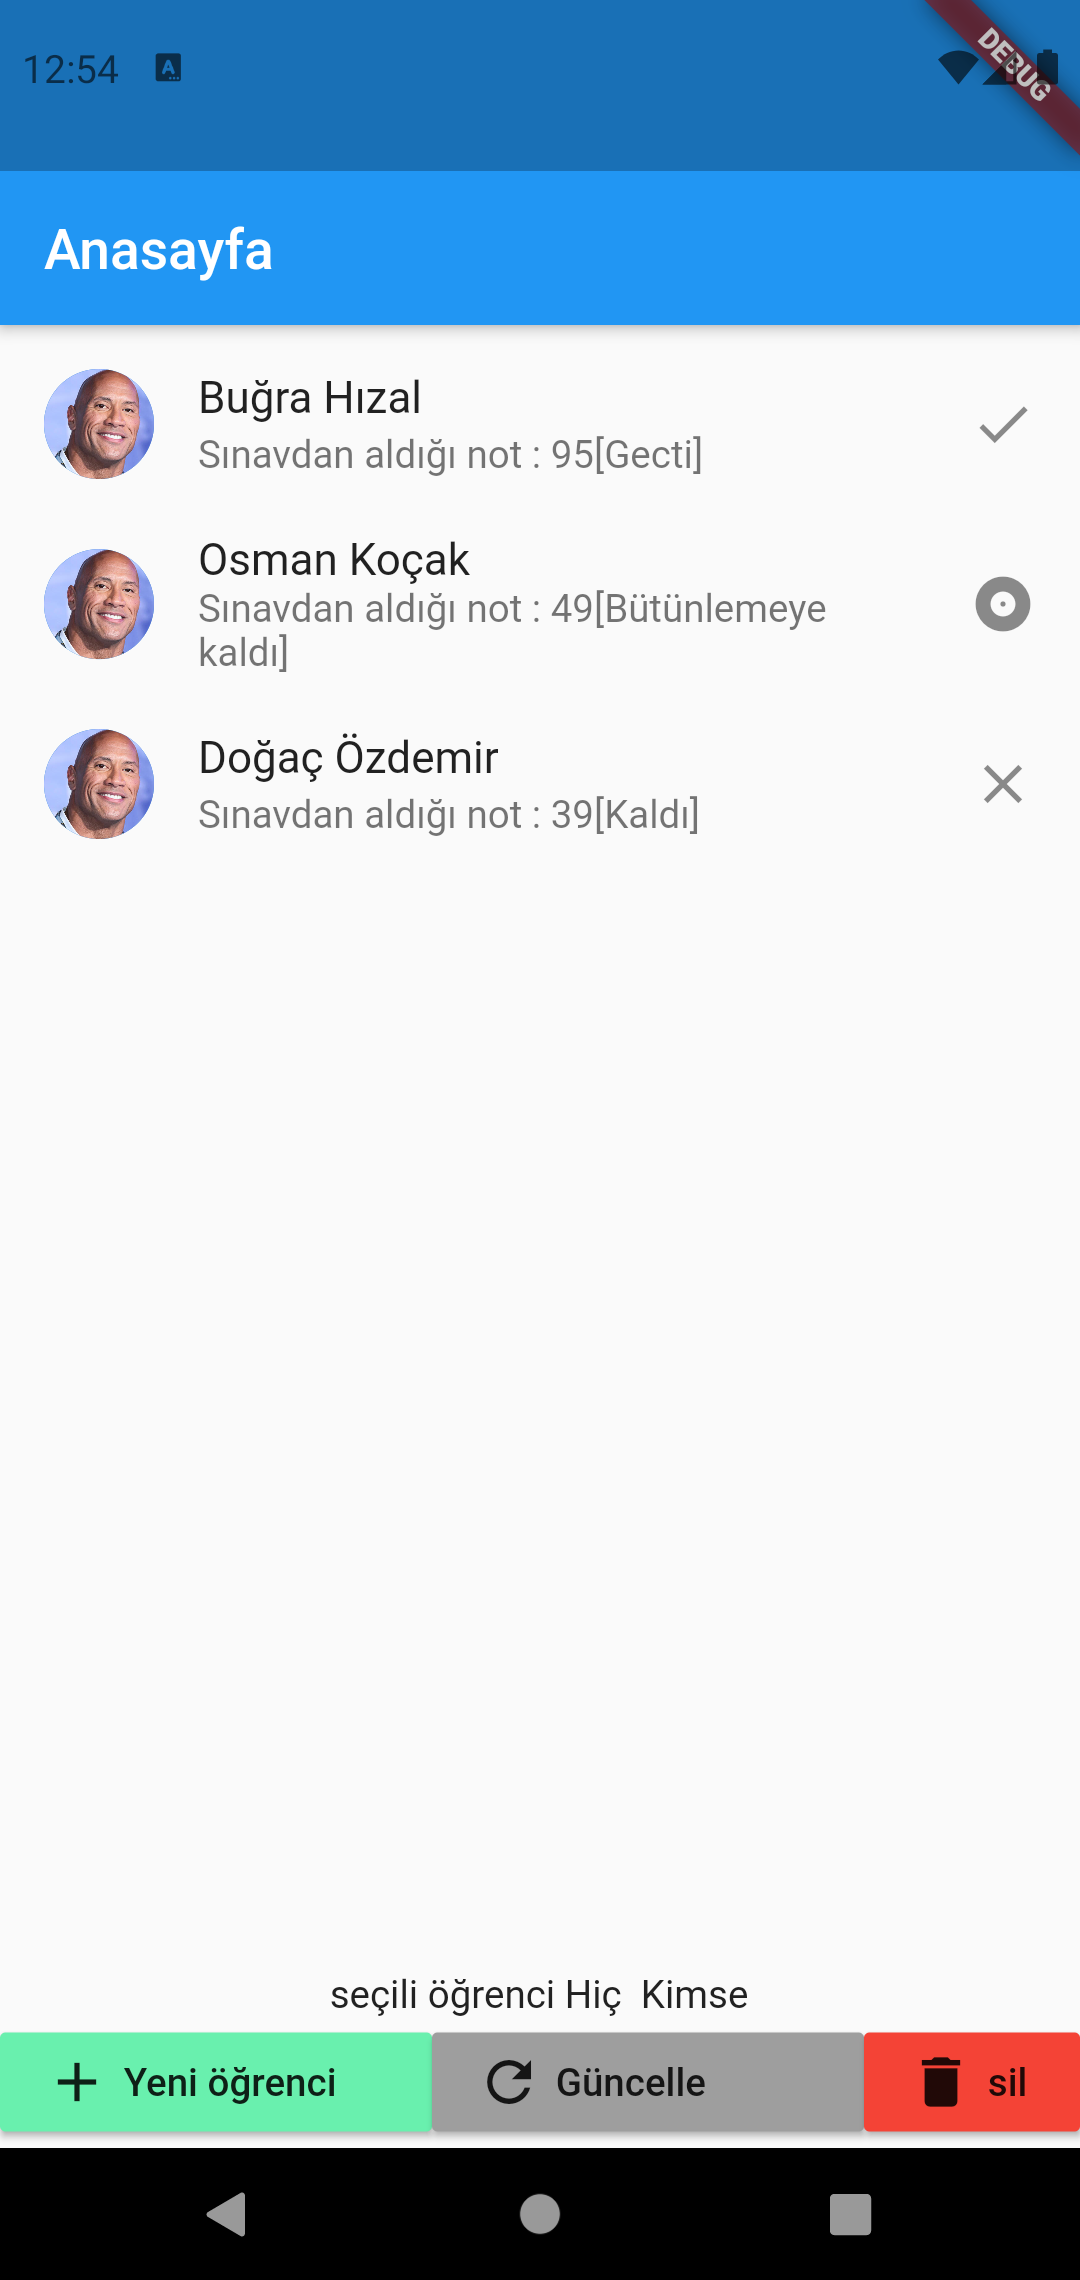 12:54
A
DEBUG
Anasayfa
Buğra Hızal
Sınavdan aldığı not : 95[Gecti]
Osman Koçak
Sınavdan aldığı not : 49[Bütünlemeye
kaldı]
Doğaç Özdemir
Sınavdan aldığı not : 39[Kaldı]
seçili öğrenci Hiç  Kimse
Yeni öğrenci
Güncelle
sil